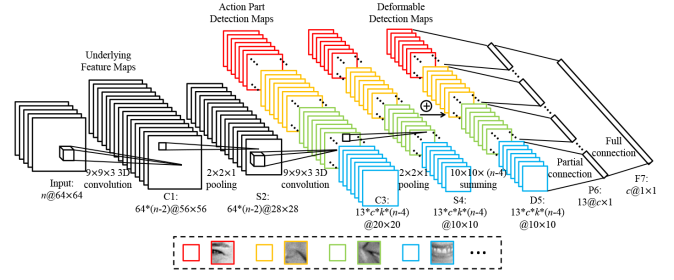 Action Part
Detection Maps
Deformable
Detection Maps
Underlying
Feature Maps
Input:
n@64×64
9×9×3 3D
convolution
C1:
64*(n-2)@56×56
2×2×1
pooling
S2:
64*(n-2)@28×28
9×9×3 3D
convolution
C3:
13*c*k*(n-4)
@20×20
2×2×1
pooling
S4:
13*c*k*(n-4)
@10×10
10×10×(n-4)
summing
D5:
13*c*k*(n-4)
@10×10
Partial
connection
P6:
13@c×1
Full
connection
F7:
c@1×1